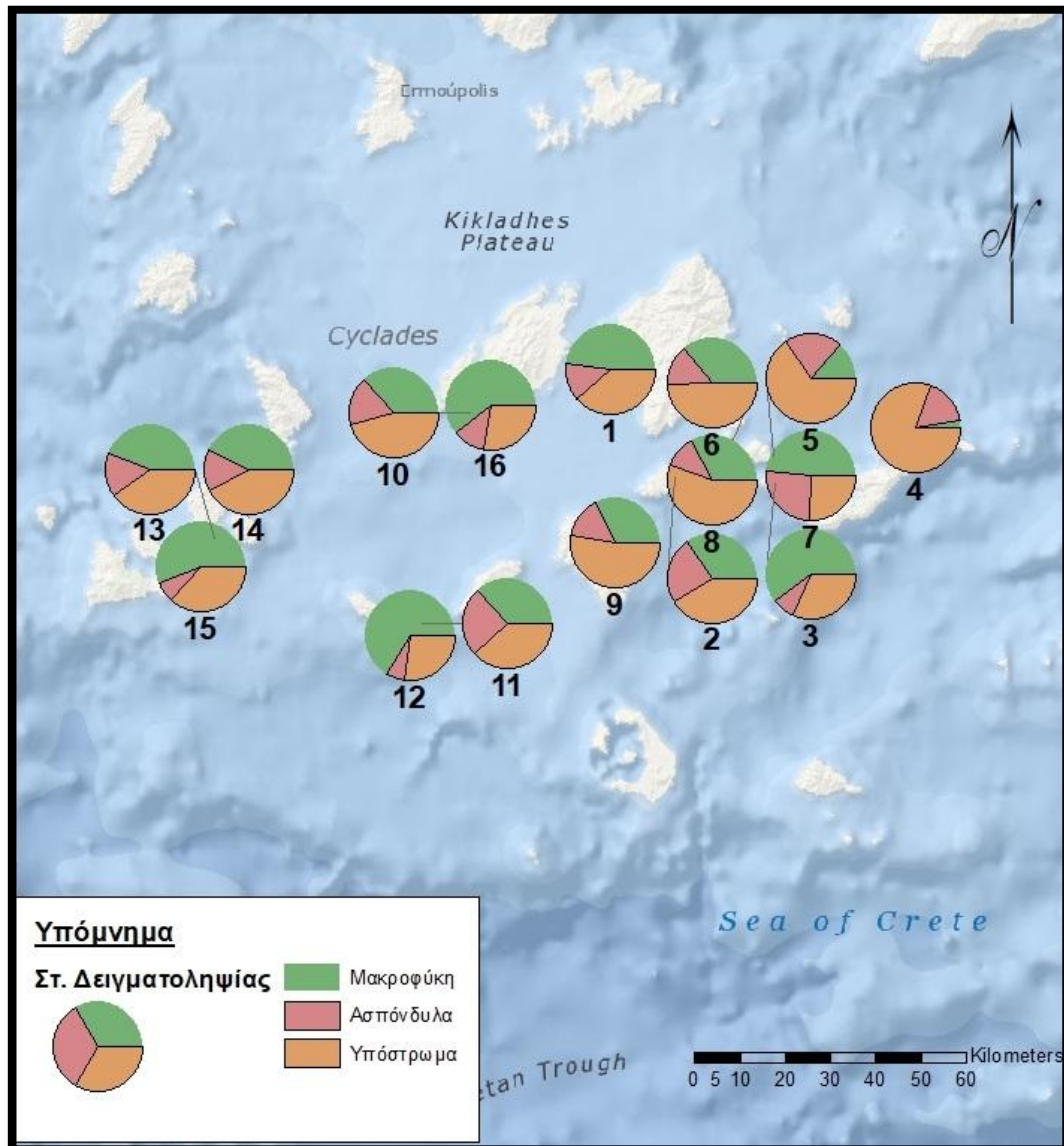 Ermoúpolis
Kikladhes
Plateau
N
Cyclades
1
6
5
4
10
16
13
14
8
7
9
15
2
3
12
11
Sea of Crete
Υπόμνημα
Στ. Δειγματοληψίας
Μακροφύκη
Ασπόνδυλα
Υπόστρωμα
etan Trough
Kilometers
0 5 10 20 30 40 50 60